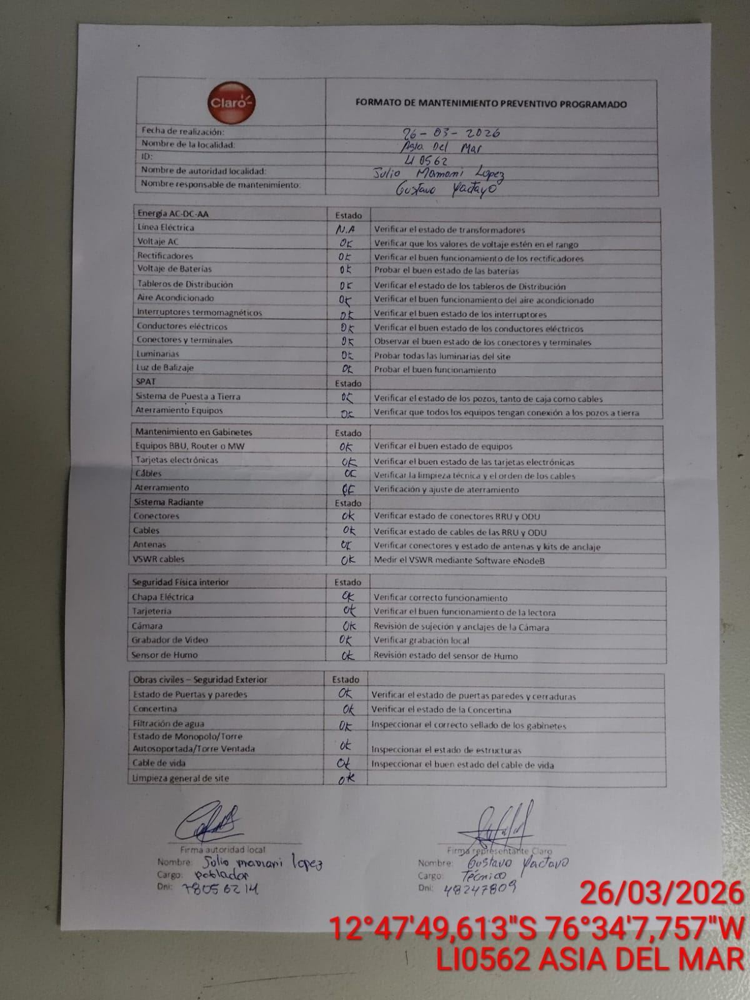 Claro
FORMATO DE MANTENIMIENTO PREVENTIVO PROGRAMADO
Fecha de realización: 26-03-2026
Nombre de la localidad: Asia Del Mar
ID: LI0562
Nombre de autoridad localidad: Julio Mamani Lopez
Nombre responsable de mantenimiento: Gustavo Yactayo
Energía AC-DC-AA Estado
Línea Eléctrica N.A Verificar el estado de transformadores
Voltaje AC OK Verificar que los valores de voltaje estén en el rango
Rectificadores OK Verificar el buen funcionamiento de los rectificadores
Voltaje de Baterías OK Probar el buen estado de las baterías
Tableros de Distribución OK Verificar el estado de los tableros de Distribución
Aire Acondicionado OK Verificar el buen funcionamiento del aire acondicionado
Interruptores termomagnéticos OK Verificar el buen estado de los interruptores
Conductores eléctricos OK Verificar el buen estado de los conductores eléctricos
Conectores y terminales OK Observar el buen estado de los conectores y terminales
Luminarias OK Probar todas las luminarias del site
Luz de Balizaje OK Probar el buen funcionamiento
SPAT Estado
Sistema de Puesta a Tierra OK Verificar el estado de los pozos, tanto de caja como cables
Aterramiento Equipos OK Verificar que todos los equipos tengan conexión a los pozos a tierra
Mantenimiento en Gabinetes Estado
Equipos BBU, Router o MW OK Verificar el buen estado de equipos
Tarjetas electrónicas OK Verificar el buen estado de las tarjetas electrónicas
Cables OK Verificar la limpieza técnica y el orden de los cables
Aterramiento OK Verificación y ajuste de aterramiento
Sistema Radiante Estado
Conectores ok Verificar estado de conectores RRU y ODU
Cables Ok Verificar estado de cables de las RRU y ODU
Antenas OK Verificar conectores y estado de antenas y kits de anclaje
VSWR cables OK Medir el VSWR mediante Software eNodeB
Seguridad Física interior Estado
Chapa Eléctrica OK Verificar correcto funcionamiento
Tarjetería ok Verificar el buen funcionamiento de la lectora
Cámara OK Revisión de sujeción y anclajes de la Cámara
Grabador de Video OK Verificar grabación local
Sensor de Humo Ok Revisión estado del sensor de Humo
Obras civiles – Seguridad Exterior Estado
Estado de Puertas y paredes OK Verificar el estado de puertas paredes y cerraduras
Concertina Ok Verificar el estado de la Concertina
Filtración de agua OK Inspeccionar el correcto sellado de los gabinetes
Estado de Monopolo/Torre
Autosoportada/Torre Ventada ok Inspeccionar el estado de estructuras
Cable de vida Ok Inspeccionar el buen estado del cable de vida
Limpieza general de site ok
Firma autoridad local Firma representante Claro
Nombre: Julio mamani lopez Nombre: Gustavo Yactayo
Cargo: poblador Cargo: Técnico
Dni: Dni: 48247809
26/03/2026
12°47'49,613"S 76°34'7,757"W
LI0562 ASIA DEL MAR